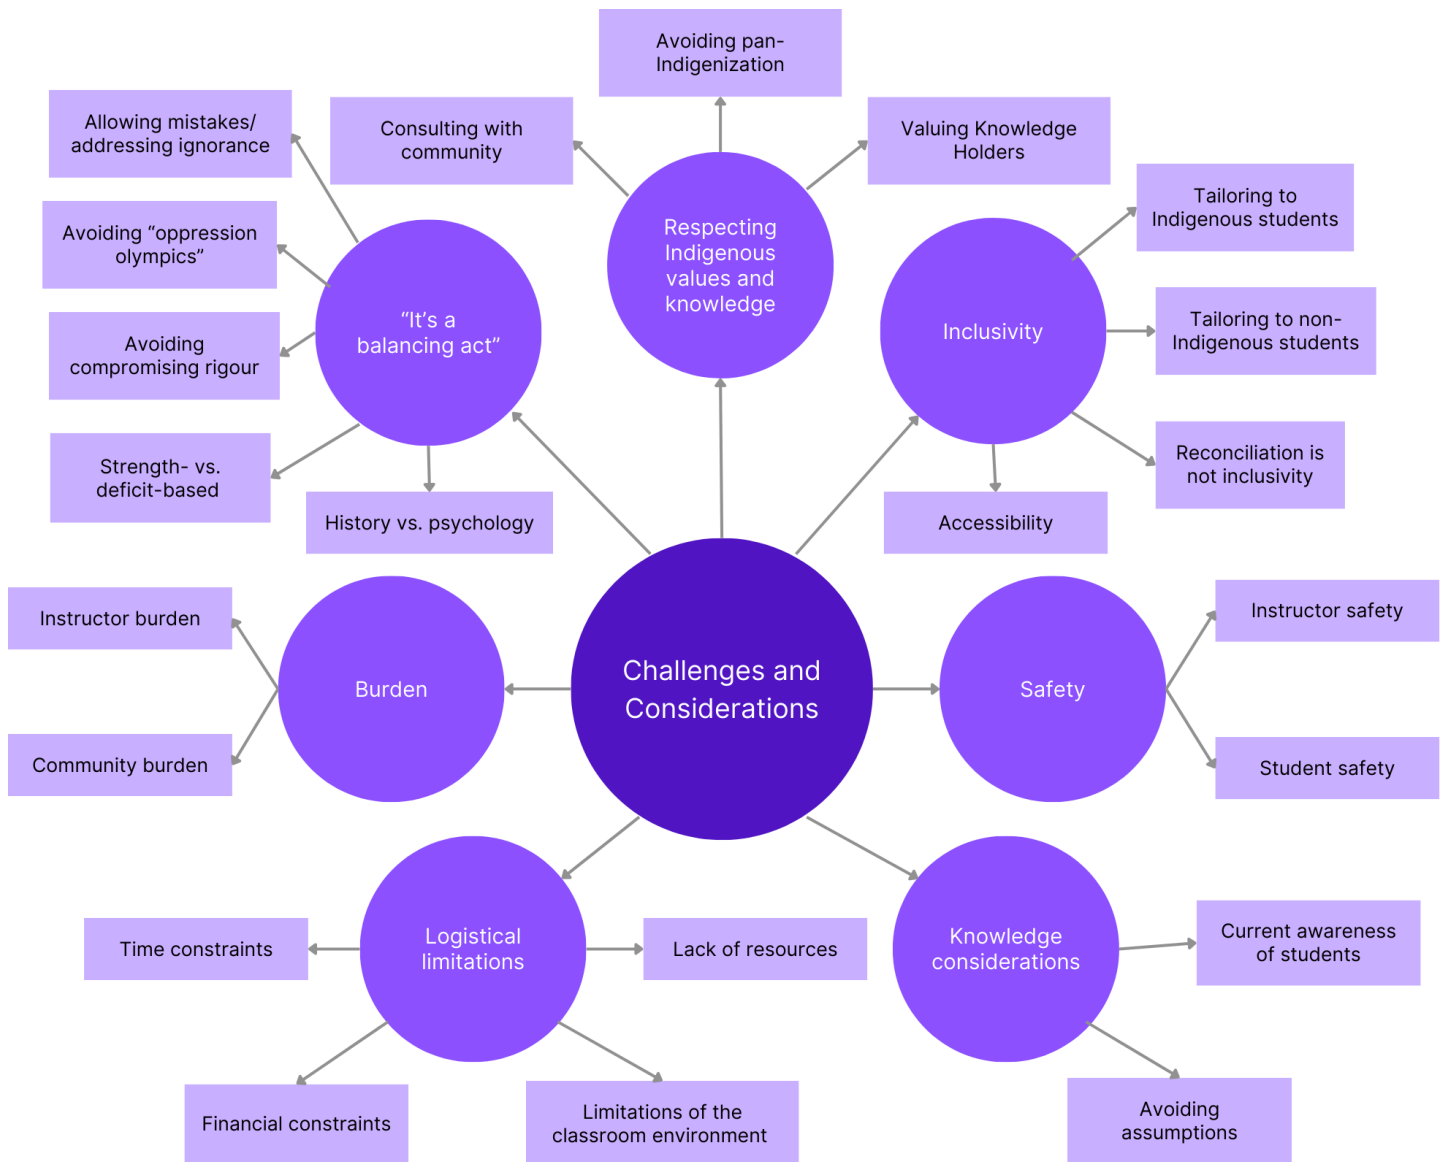 Avoiding pan-
Indigenization
Allowing mistakes/
addressing ignorance
Consulting with
community
Valuing Knowledge
Holders
Tailoring to
Indigenous students
Avoiding “oppression
olympics”
Respecting
Indigenous
values and
knowledge
“It’s a
balancing act”
Inclusivity
Tailoring to non-
Indigenous students
Avoiding
compromising rigour
Strength- vs.
deficit-based
History vs. psychology
Accessibility
Reconciliation is
not inclusivity
Instructor burden
Burden
Community burden
Challenges and
Considerations
Safety
Instructor safety
Student safety
Time constraints
Logistical
limitations
Lack of resources
Knowledge
considerations
Current awareness
of students
Financial constraints
Limitations of the
classroom environment
Avoiding
assumptions